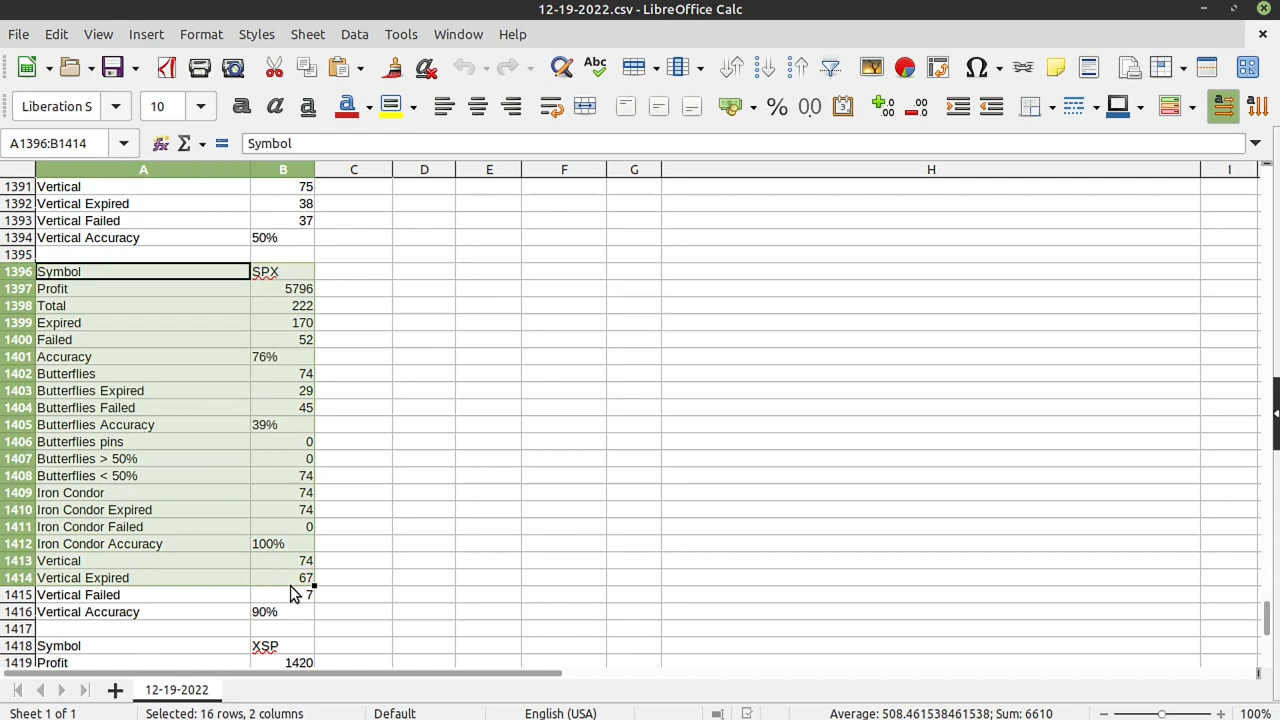 12-19-2022.csv - LibreOffice Calc
File Edit View Insert Format Styles Sheet Data Tools Window Help
Liberation S 10
A1396:B1414 Symbol
A B C D E F G H I
1391 Vertical 75
1392 Vertical Expired 38
1393 Vertical Failed 37
1394 Vertical Accuracy 50%
1395
1396 Symbol SPX
1397 Profit 5796
1398 Total 222
1399 Expired 170
1400 Failed 52
1401 Accuracy 76%
1402 Butterflies 74
1403 Butterflies Expired 29
1404 Butterflies Failed 45
1405 Butterflies Accuracy 39%
1406 Butterflies pins 0
1407 Butterflies > 50% 0
1408 Butterflies < 50% 74
1409 Iron Condor 74
1410 Iron Condor Expired 74
1411 Iron Condor Failed 0
1412 Iron Condor Accuracy 100%
1413 Vertical 74
1414 Vertical Expired 67
1415 Vertical Failed 7
1416 Vertical Accuracy 90%
1417
1418 Symbol XSP
1419 Profit 1420
12-19-2022
Sheet 1 of 1 Selected: 16 rows, 2 columns Default English (USA) Average: 508.461538461538; Sum: 6610 100%